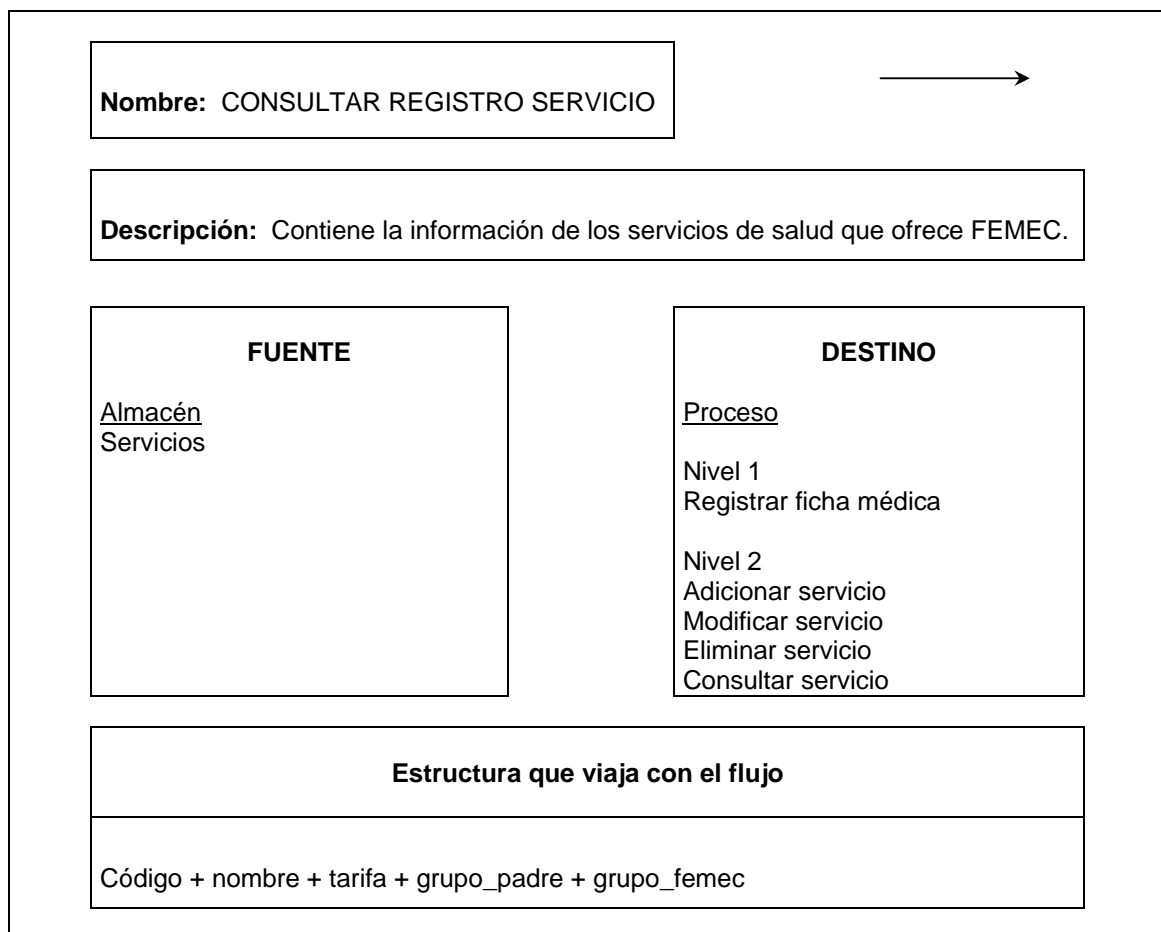 Nombre: CONSULTAR REGISTRO SERVICIO
Descripción: Contiene la información de los servicios de salud que ofrece FEMEC.
FUENTE
Almacén
Servicios
DESTINO
Proceso
Nivel 1
Registrar ficha médica
Nivel 2
Adicionar servicio
Modificar servicio
Eliminar servicio
Consultar servicio
Estructura que viaja con el flujo
Código + nombre + tarifa + grupo_padre + grupo_femec